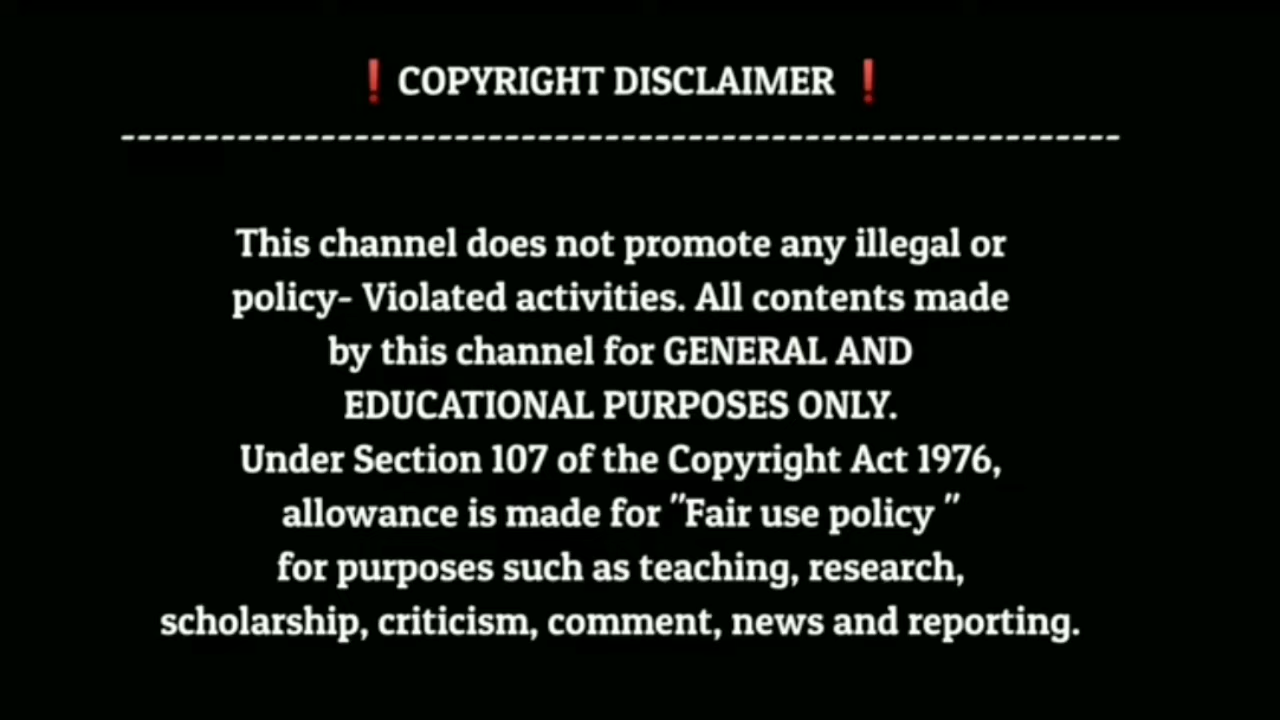 ❗COPYRIGHT DISCLAIMER ❗
------------------------------------------------------------
This channel does not promote any illegal or
policy- Violated activities. All contents made
by this channel for GENERAL AND
EDUCATIONAL PURPOSES ONLY.
Under Section 107 of the Copyright Act 1976,
allowance is made for "Fair use policy "
for purposes such as teaching, research,
scholarship, criticism, comment, news and reporting.